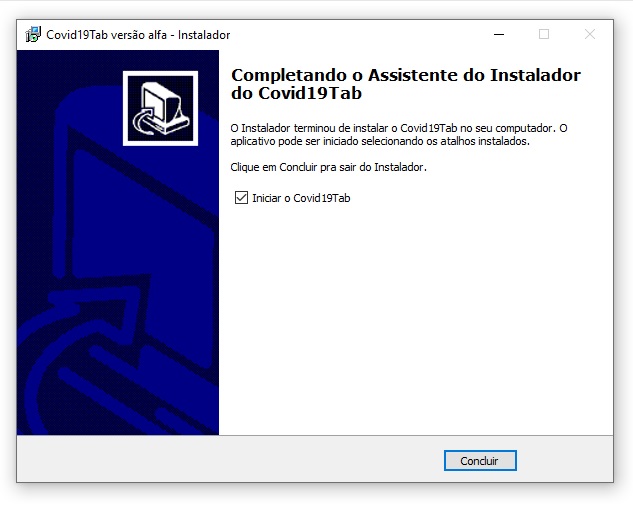 Covid19Tab versão alfa - Instalador
Completando o Assistente do Instalador
do Covid19Tab
O Instalador terminou de instalar o Covid19Tab no seu computador. O
aplicativo pode ser iniciado selecionando os atalhos instalados.
Clique em Concluir pra sair do Instalador.
Iniciar o Covid19Tab
Concluir